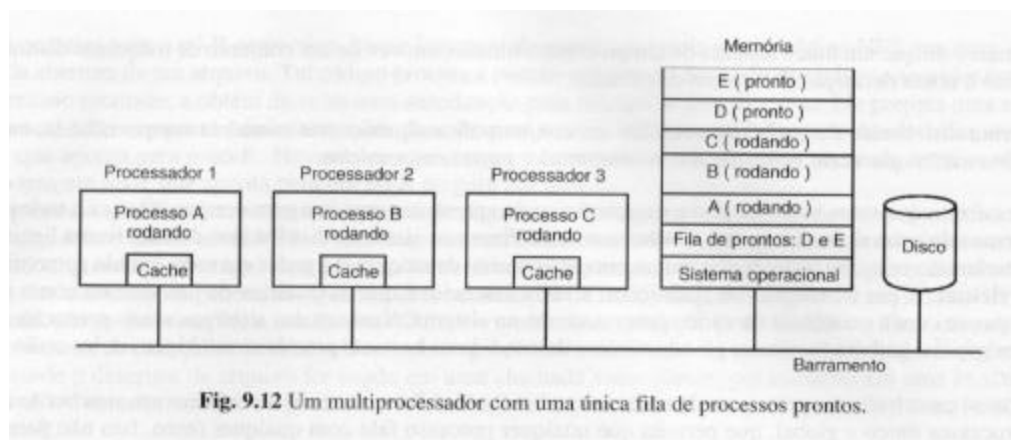 Memória
E ( pronto )
D ( pronto )
C ( rodando )
B ( rodando )
A ( rodando )
Fila de prontos: D e E
Sistema operacional
Processador 1
Processo A
rodando
Cache
Processador 2
Processo B
rodando
Cache
Processador 3
Processo C
rodando
Cache
Disco
Barramento
Fig. 9.12 Um multiprocessador com uma única fila de processos prontos.